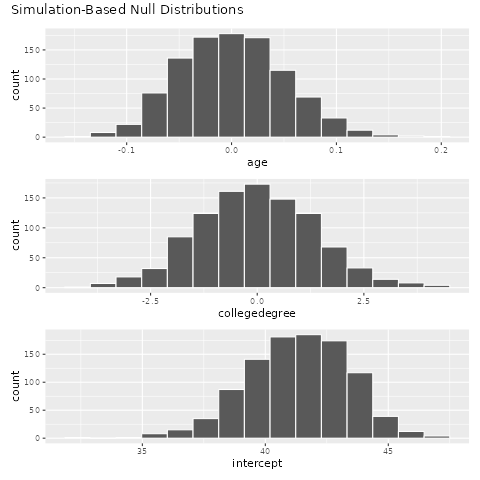 Simulation-Based Null Distributions
150
100
50
0
count
-0.1 0.0 0.1 0.2
age
150
100
50
0
count
-2.5 0.0 2.5
collegedegree
150
100
50
0
count
35 40 45
intercept